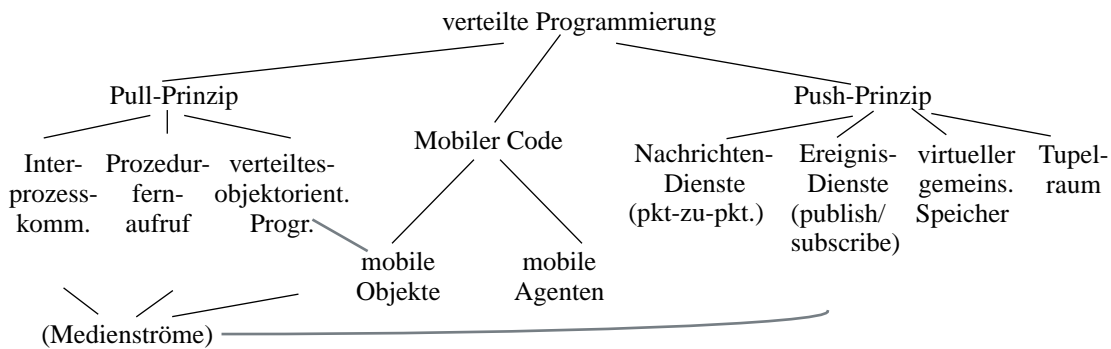 verteilte Programmierung
Pull-Prinzip
Push-Prinzip
Mobiler Code
Inter-
prozess-
komm.
Prozedur-
fern-
aufruf
verteiltes-
objektorient.
Progr.
Nachrichten-
Dienste
(pkt-zu-pkt.)
Ereignis-
Dienste
(publish/
subscribe)
virtueller
gemeins.
Speicher
Tupel-
raum
mobile
Objekte
mobile
Agenten
(Medienströme)